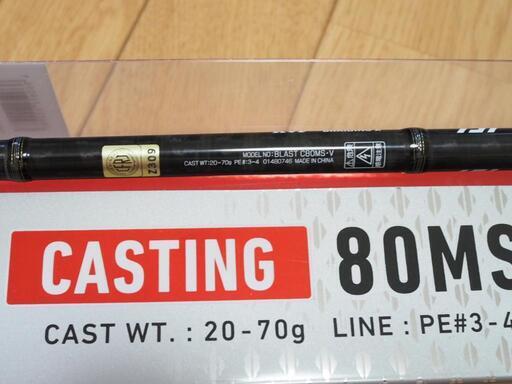 Z309
MODEL NO: BLAST C80MS・V
CAST WT: 20-70g PE#3-4 01480746 MADE IN CHINA
CASTING 80MS
CAST WT. : 20-70g LINE : PE#3-4